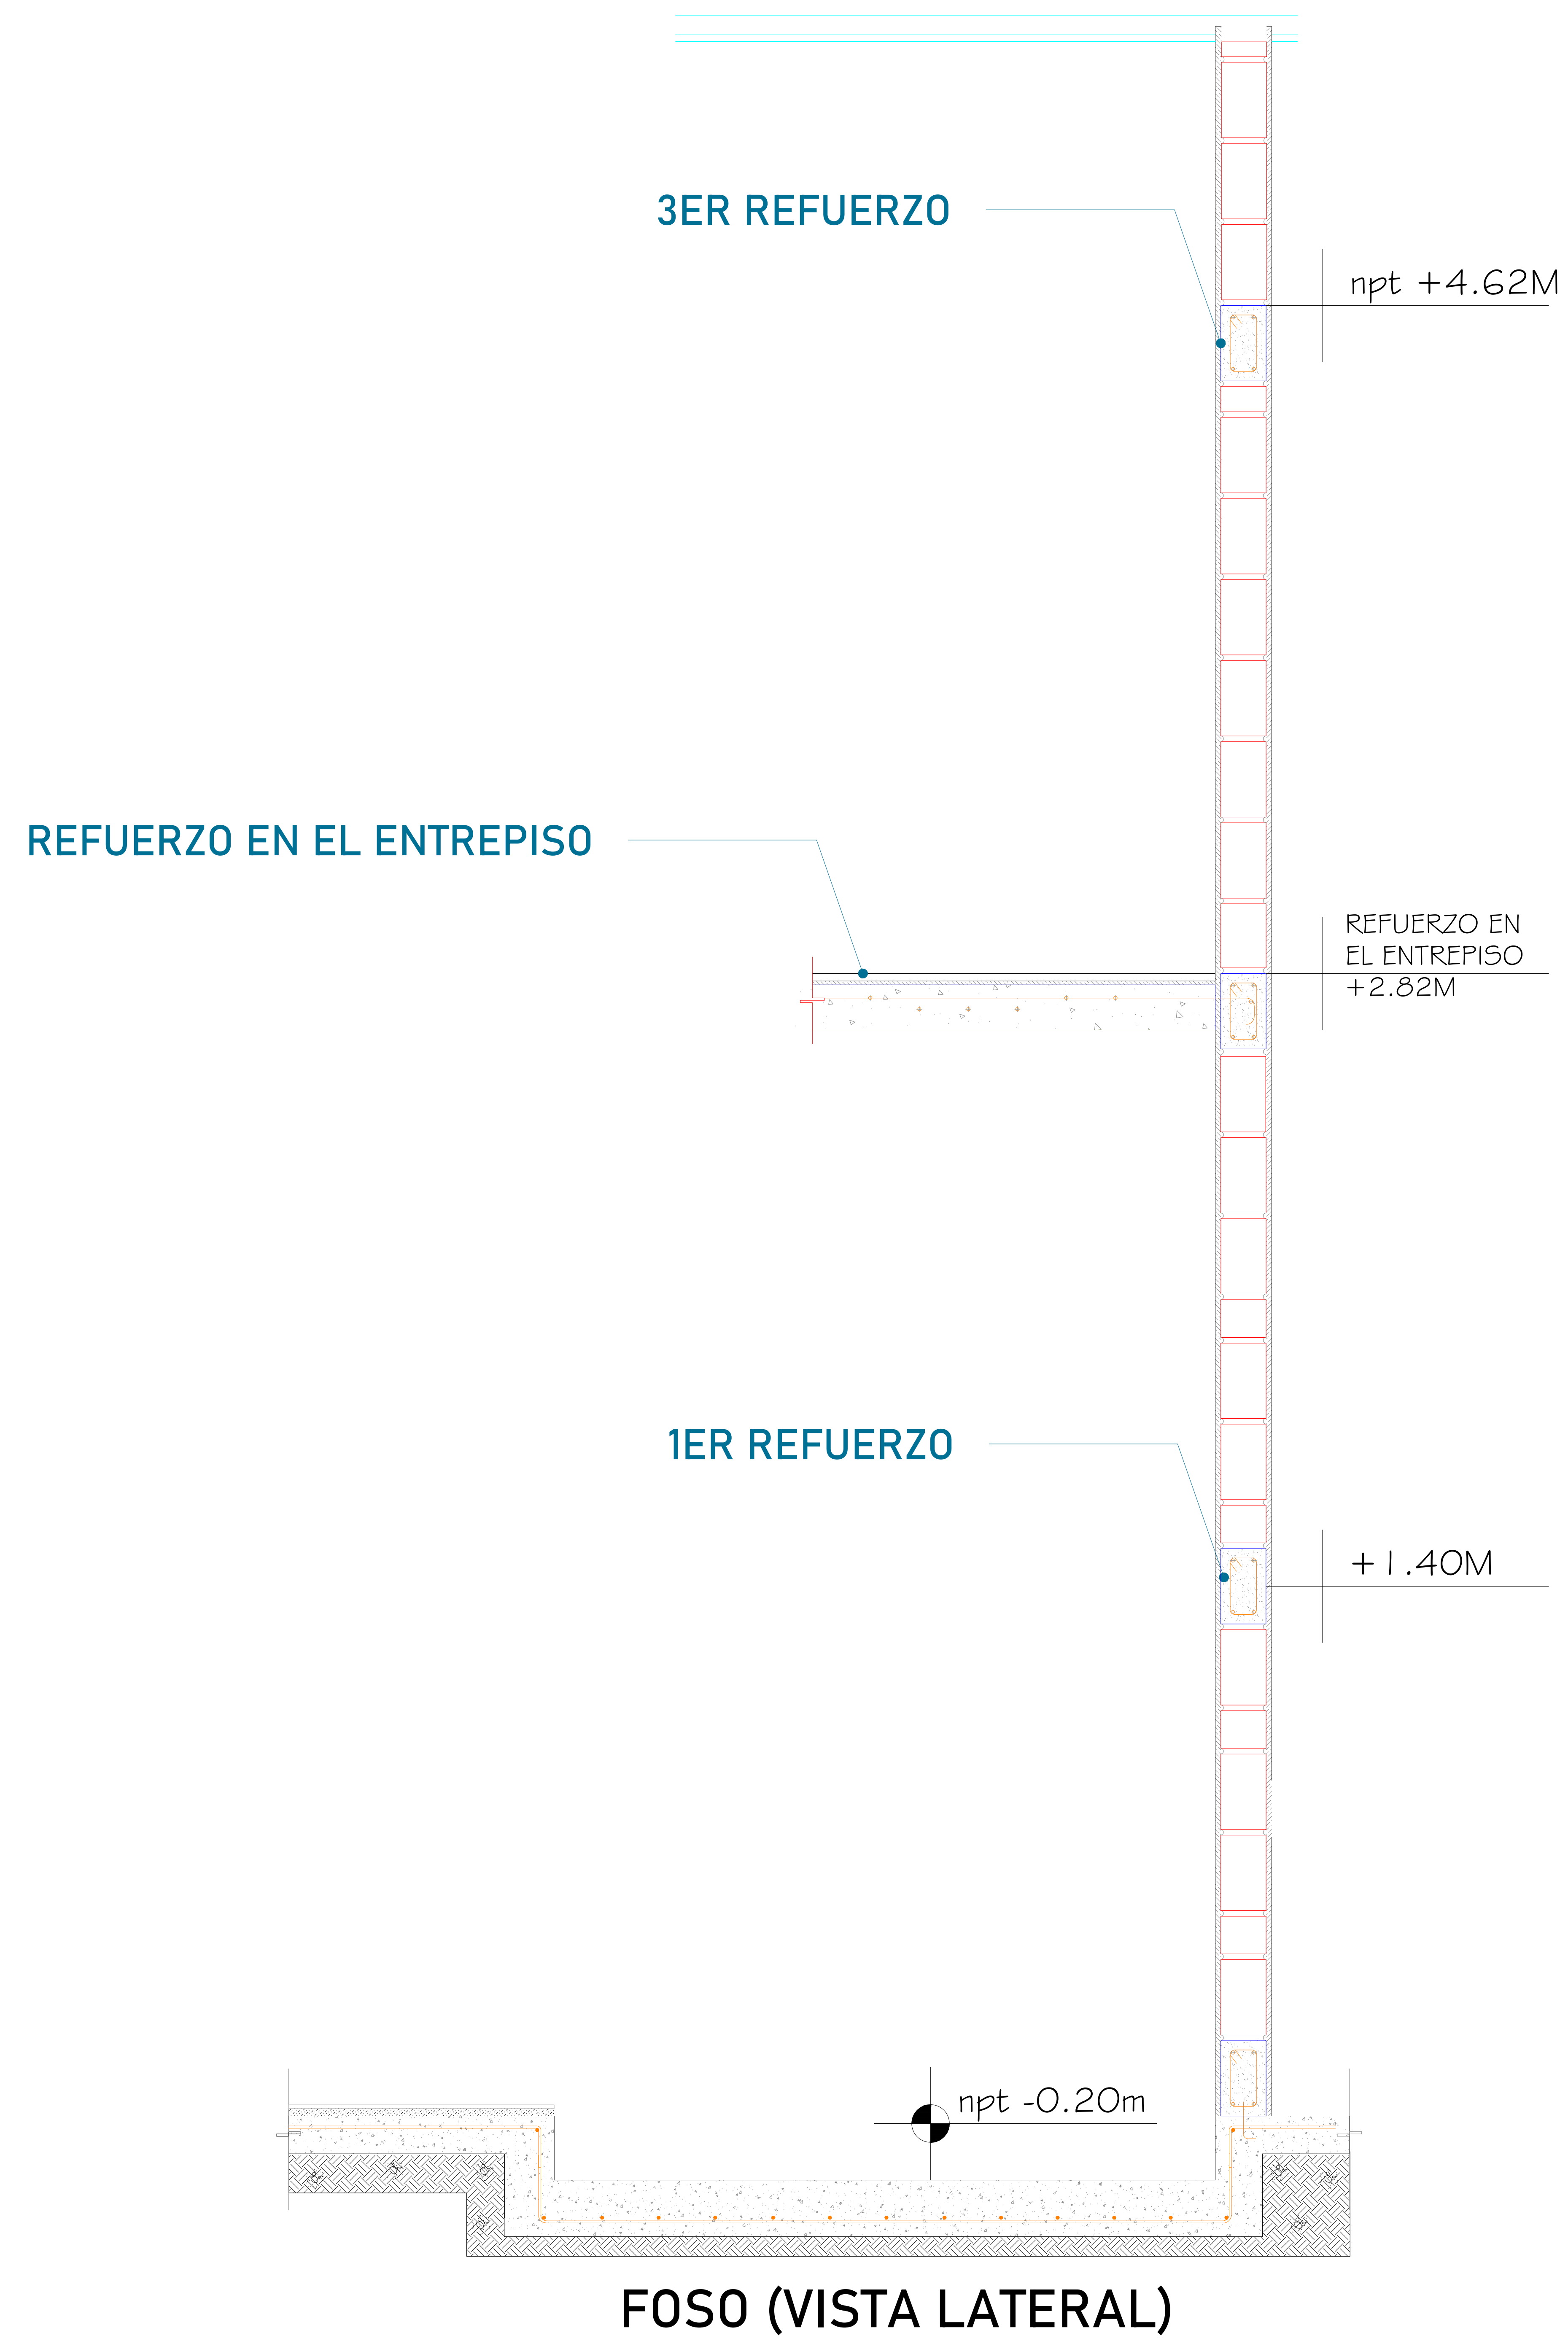 3ER REFUERZO
npt +4.62M
REFUERZO EN EL ENTREPISO
REFUERZO EN
EL ENTREPISO
+2.82M
1ER REFUERZO
+1.40M
npt -0.20m
FOSO (VISTA LATERAL)